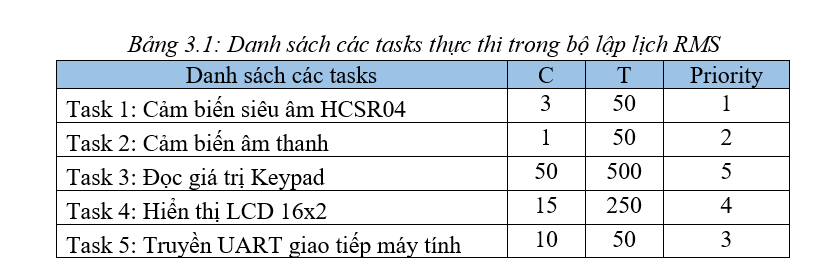 Bảng 3.1: Danh sách các tasks thực thi trong bộ lập lịch RMS
Danh sách các tasks C T Priority
Task 1: Cảm biến siêu âm HCSR04 3 50 1
Task 2: Cảm biến âm thanh 1 50 2
Task 3: Đọc giá trị Keypad 50 500 5
Task 4: Hiển thị LCD 16x2 15 250 4
Task 5: Truyền UART giao tiếp máy tính 10 50 3